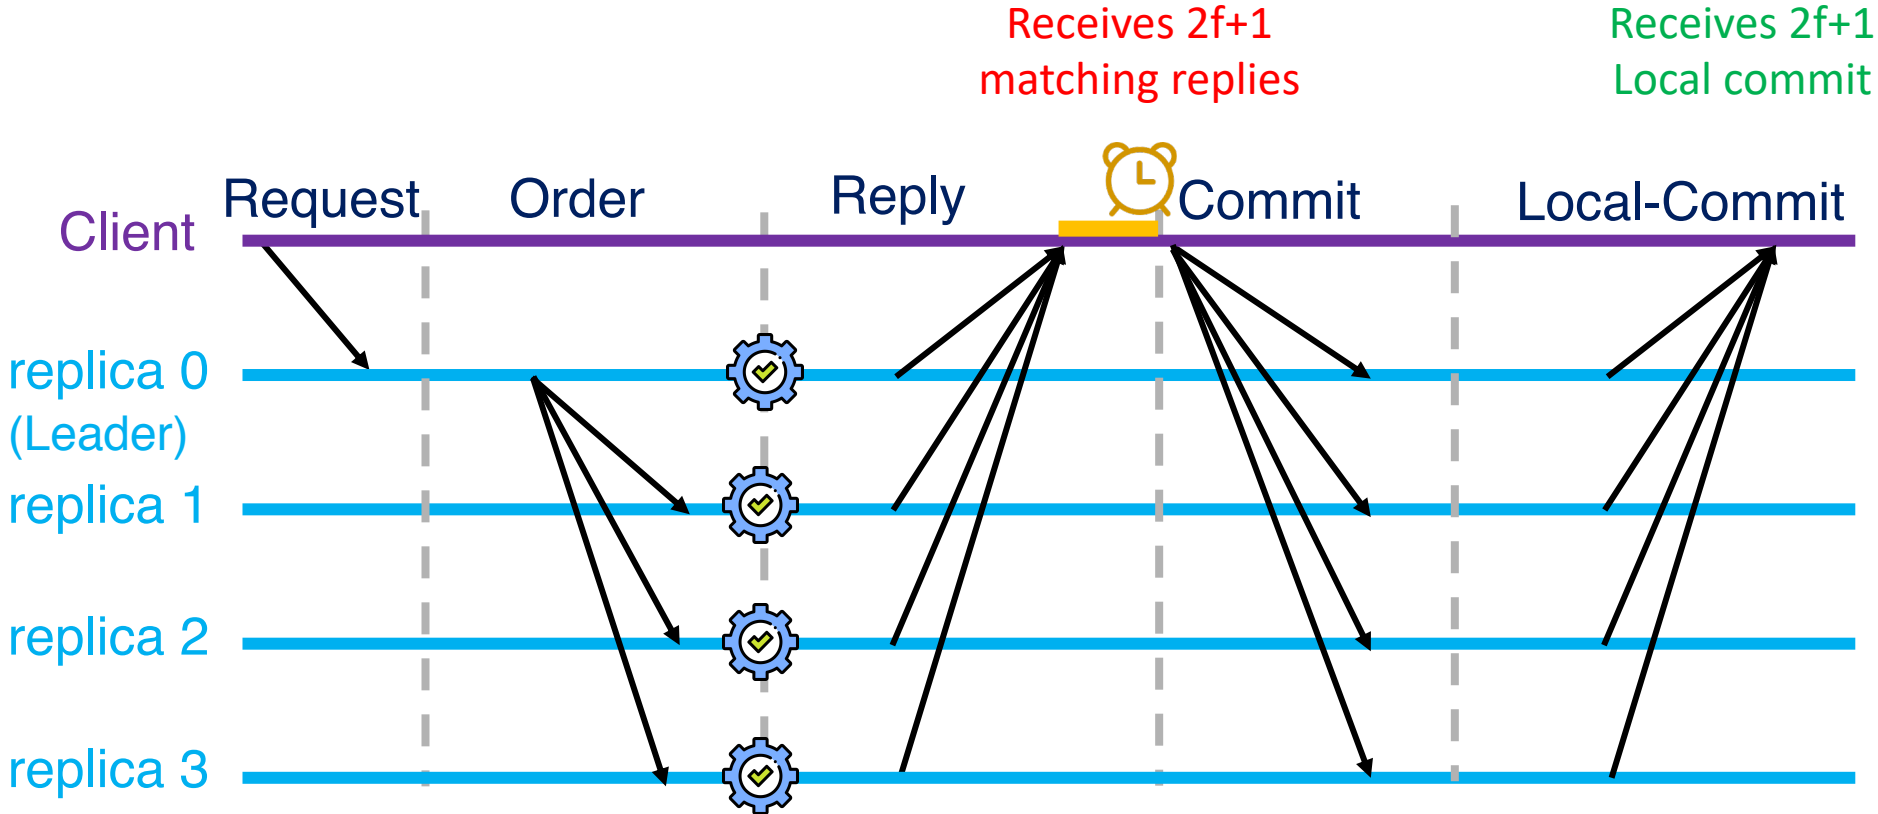 Receives 2f+1
matching replies
Receives 2f+1
Local commit
Request
Order
Reply
Commit
Local-Commit
Client
replica 0
(Leader)
replica 1
replica 2
replica 3